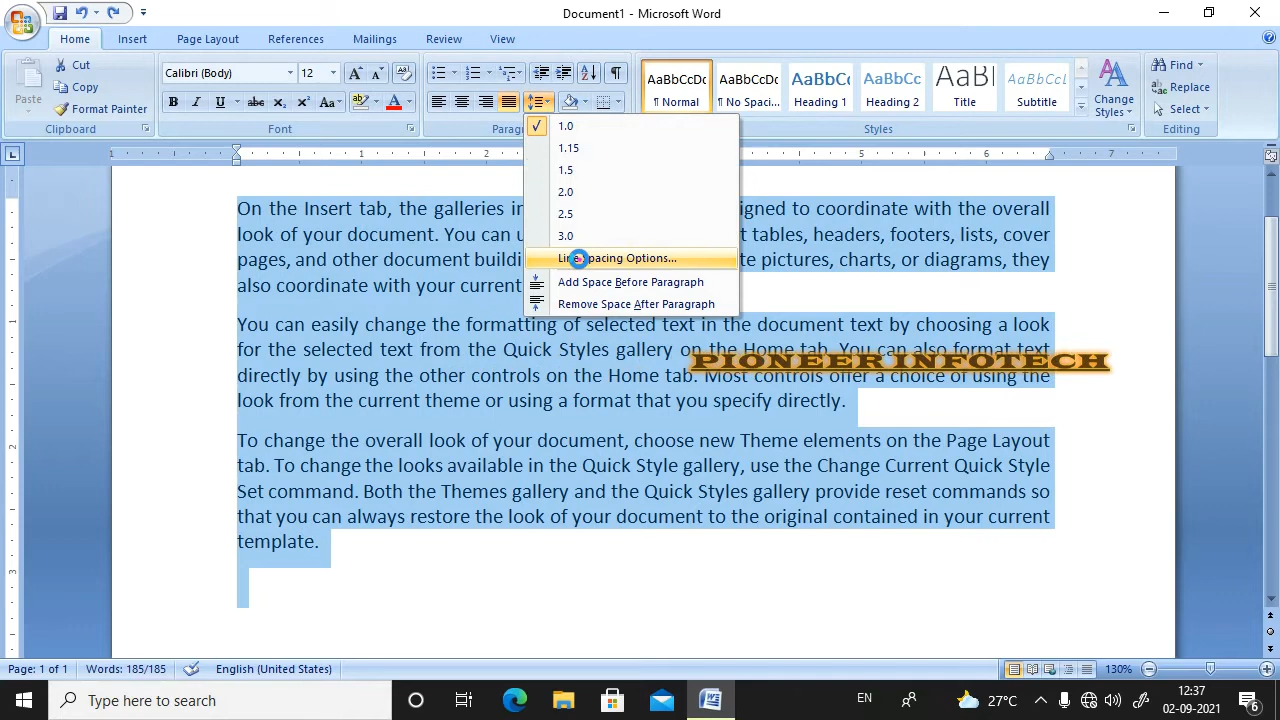 Document1 - Microsoft Word
Home Insert Page Layout References Mailings Review View
Paste
Cut
Copy
Format Painter
Clipboard
Calibri (Body) 12
Font
AaBbCcDc AaBbCcDc AaBbCc AaBbCc AaB AaBbCcL
¶ Normal ¶ No Spaci... Heading 1 Heading 2 Title Subtitle
Change
Styles
Styles
Find
Replace
Select
Editing
1.0
1.15
1.5
2.0
2.5
3.0
Line Spacing Options...
Add Space Before Paragraph
Remove Space After Paragraph
On the Insert tab, the galleries in igned to coordinate with the overall
look of your document. You can u t tables, headers, footers, lists, cover
pages, and other document buildi te pictures, charts, or diagrams, they
also coordinate with your current
You can easily change the formatting of selected text in the document text by choosing a look
for the selected text from the Quick Styles gallery on the Home tab. You can also format text
PIONEER INFOTECH
directly by using the other controls on the Home tab. Most controls offer a choice of using the
look from the current theme or using a format that you specify directly.
To change the overall look of your document, choose new Theme elements on the Page Layout
tab. To change the looks available in the Quick Style gallery, use the Change Current Quick Style
Set command. Both the Themes gallery and the Quick Styles gallery provide reset commands so
that you can always restore the look of your document to the original contained in your current
template.
Page: 1 of 1 Words: 185/185 English (United States) 130%
Type here to search
EN 27°C 12:37
02-09-2021 6